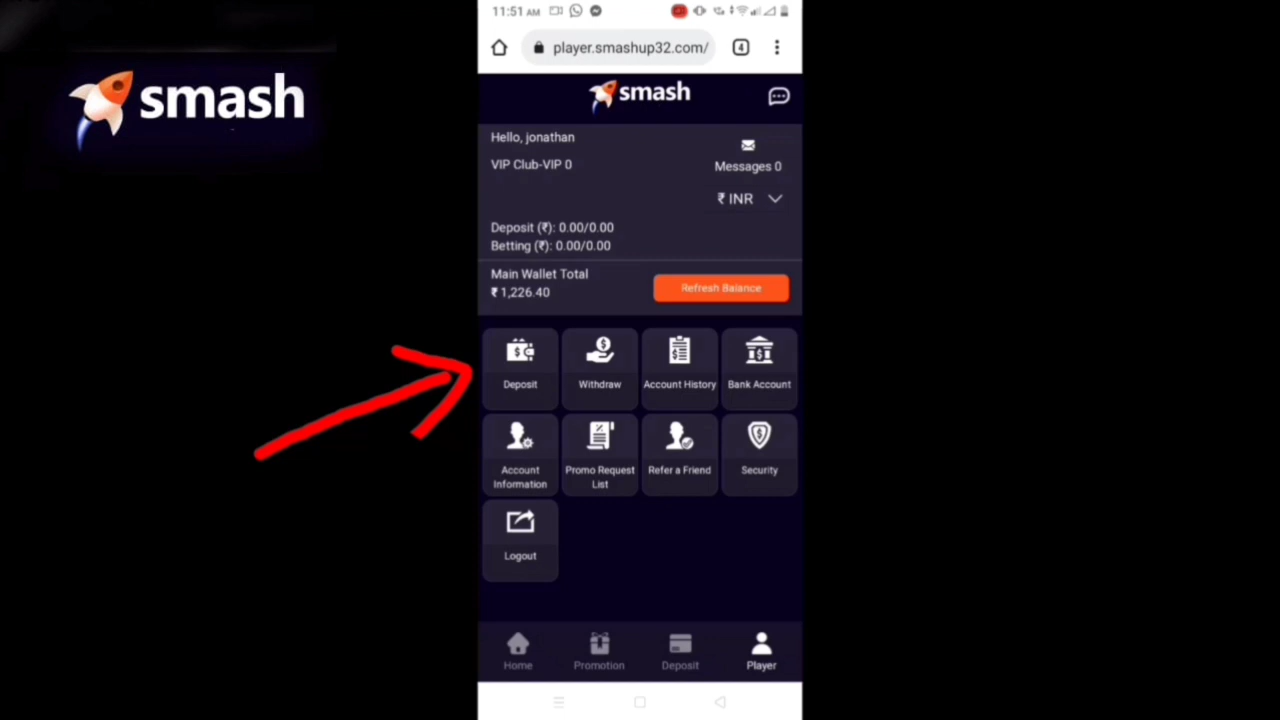 11:51 AM
4
player.smashup32.com/
smash
smash
Hello, jonathan
VIP Club-VIP 0
Messages 0
₹ INR
Deposit (₹): 0.00/0.00
Betting (₹): 0.00/0.00
Main Wallet Total
₹ 1,226.40
Refresh Balance
Deposit
Withdraw
Account History
Bank Account
Account
Information
Promo Request
List
Refer a Friend
Security
Logout
Home
Promotion
Deposit
Player